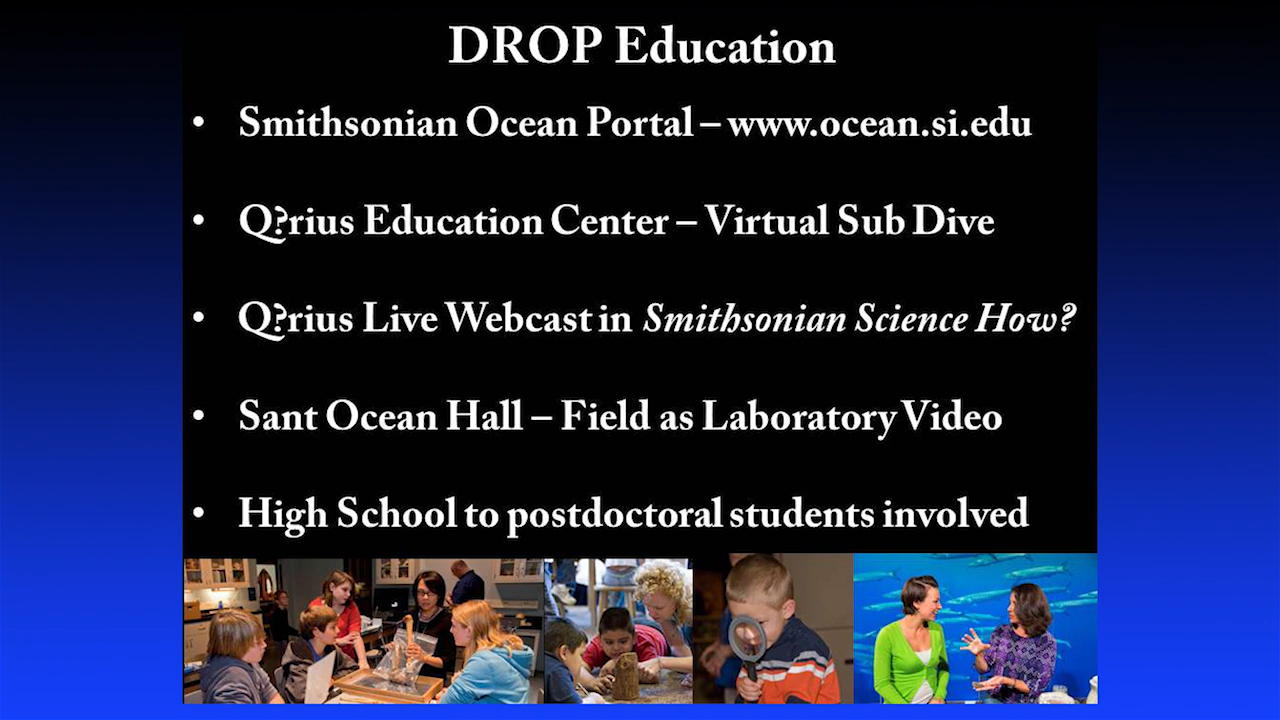 DROP Education
• Smithsonian Ocean Portal – www.ocean.si.edu
• Q?rius Education Center – Virtual Sub Dive
• Q?rius Live Webcast in Smithsonian Science How?
• Sant Ocean Hall – Field as Laboratory Video
• High School to postdoctoral students involved